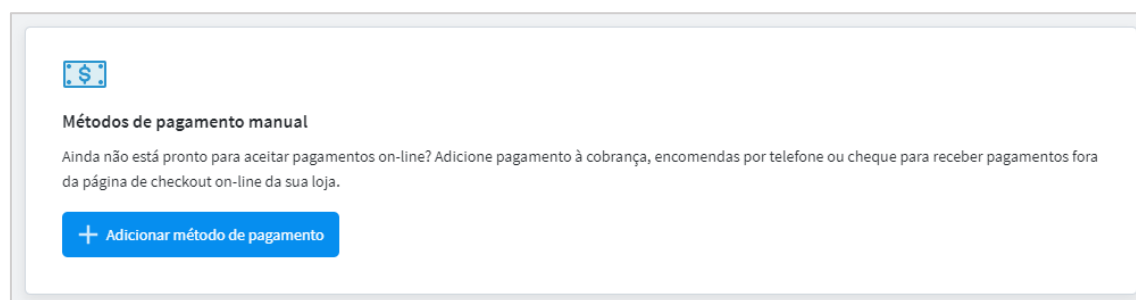 $
Métodos de pagamento manual
Ainda não está pronto para aceitar pagamentos on-line? Adicione pagamento à cobrança, encomendas por telefone ou cheque para receber pagamentos fora
da página de checkout on-line da sua loja.
+ Adicionar método de pagamento